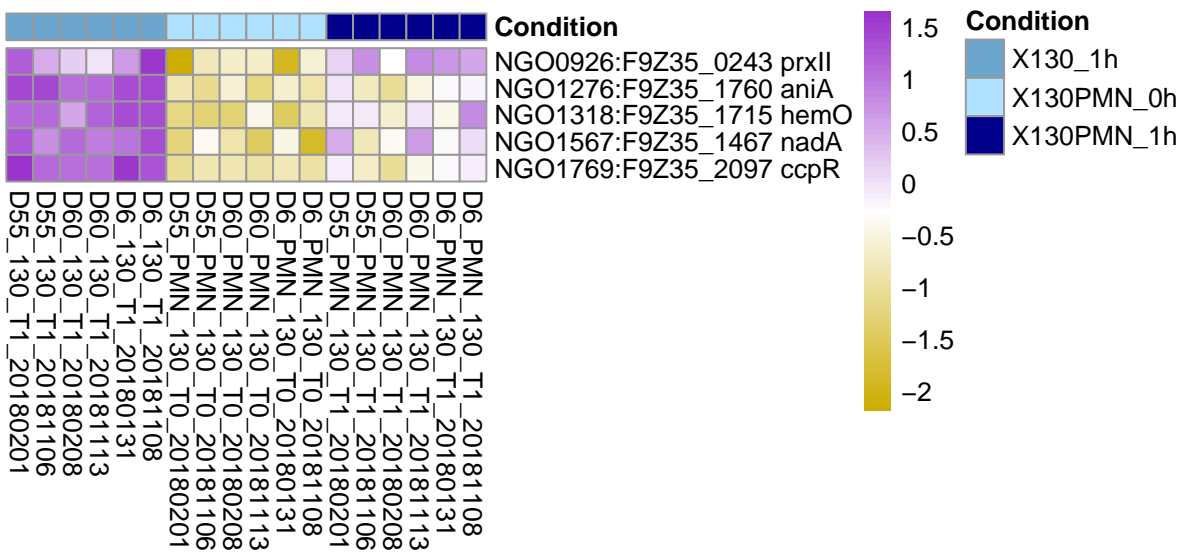 Condition
NGO0926:F9Z35_0243 prxII
NGO1276:F9Z35_1760 aniA
NGO1318:F9Z35_1715 hemO
NGO1567:F9Z35_1467 nadA
NGO1769:F9Z35_2097 ccpR
D55_130_T1_20180201
D55_130_T1_20181106
D60_130_T1_20180208
D60_130_T1_20181113
D6_130_T1_20180131
D6_130_T1_20181108
D55_PMN_130_T0_20180201
D55_PMN_130_T0_20181106
D60_PMN_130_T0_20180208
D60_PMN_130_T0_20181113
D6_PMN_130_T0_20180131
D6_PMN_130_T0_20181108
D55_PMN_130_T1_20180201
D55_PMN_130_T1_20181106
D60_PMN_130_T1_20180208
D60_PMN_130_T1_20181113
D6_PMN_130_T1_20180131
D6_PMN_130_T1_20181108
1.5
1
0.5
0
−0.5
−1
−1.5
−2
Condition
X130_1h
X130PMN_0h
X130PMN_1h